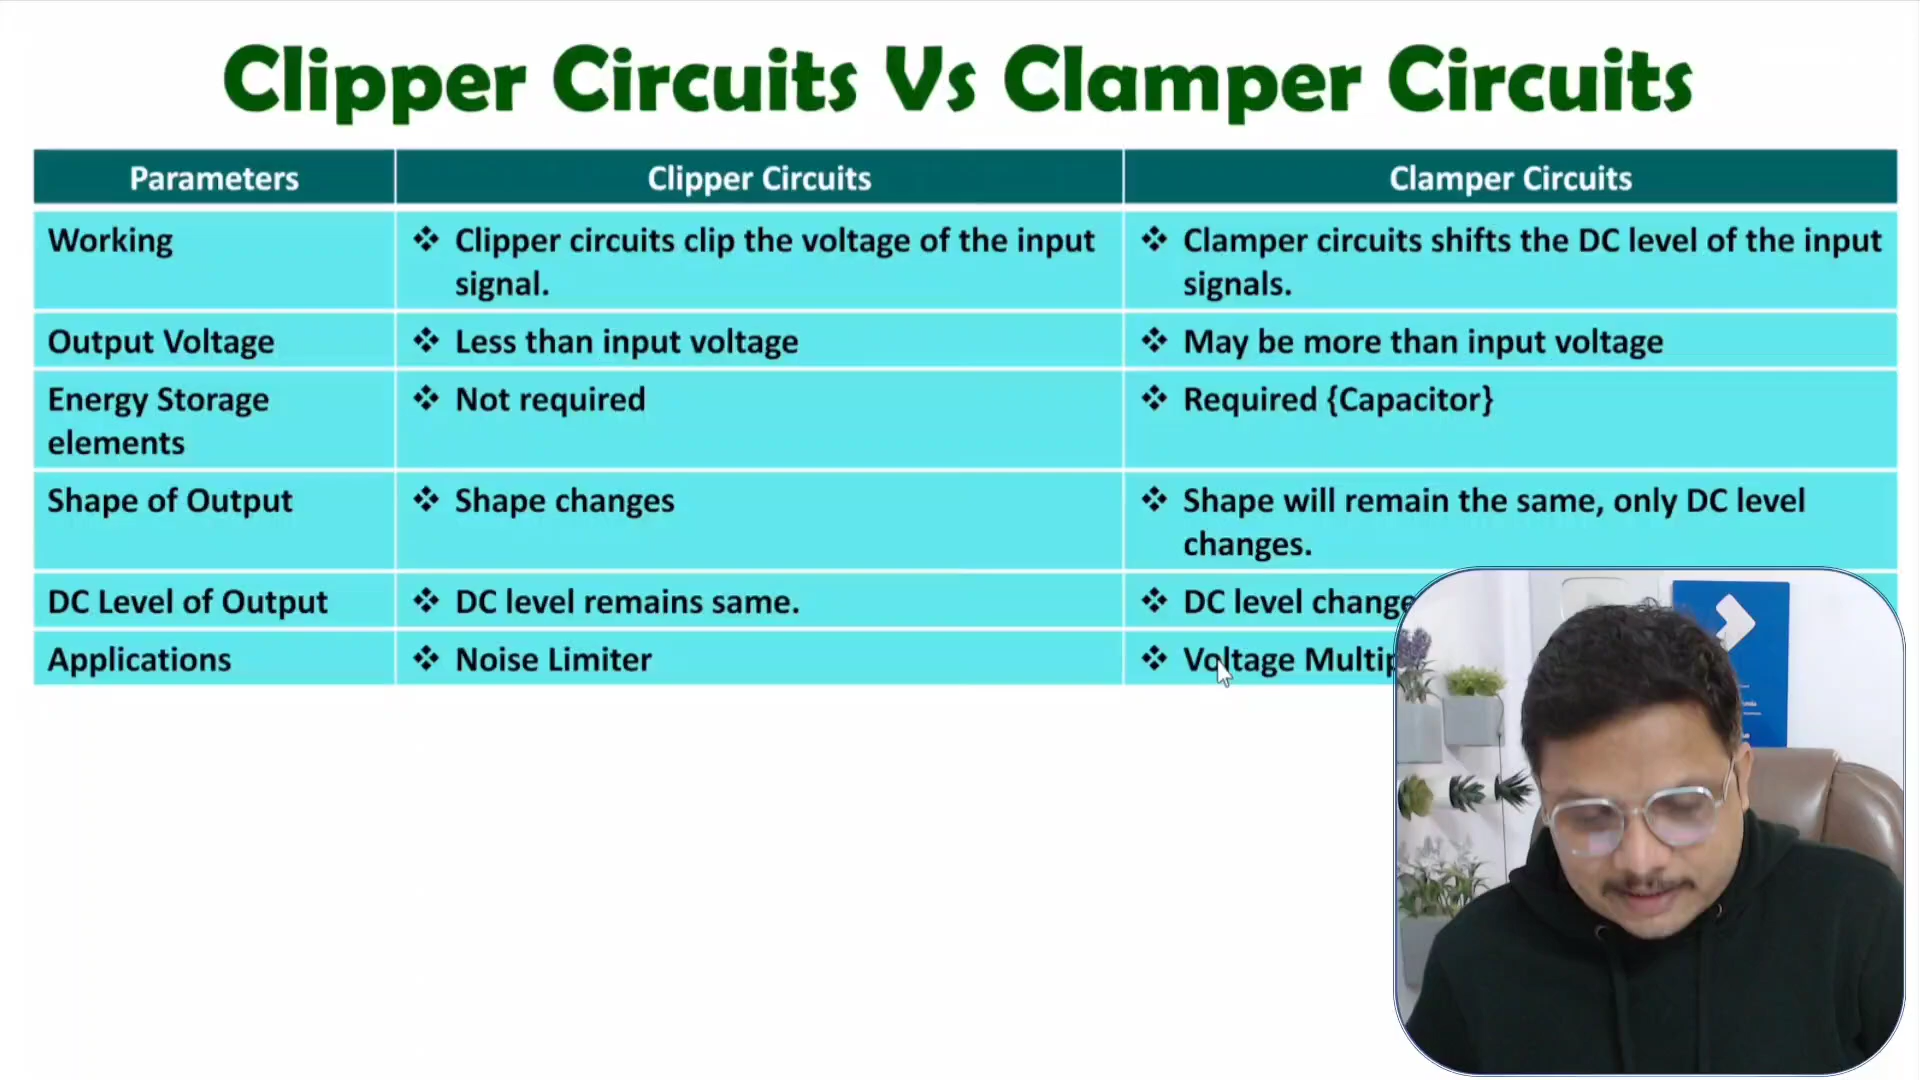 Clipper Circuits Vs Clamper Circuits
Parameters
Clipper Circuits
Clamper Circuits
Working
❖ Clipper circuits clip the voltage of the input
signal.
❖ Clamper circuits shifts the DC level of the input
signals.
Output Voltage
❖ Less than input voltage
❖ May be more than input voltage
Energy Storage
elements
❖ Not required
❖ Required {Capacitor}
Shape of Output
❖ Shape changes
❖ Shape will remain the same, only DC level
changes.
DC Level of Output
❖ DC level remains same.
❖ DC level
Applications
❖ Noise Limiter
❖ Voltage